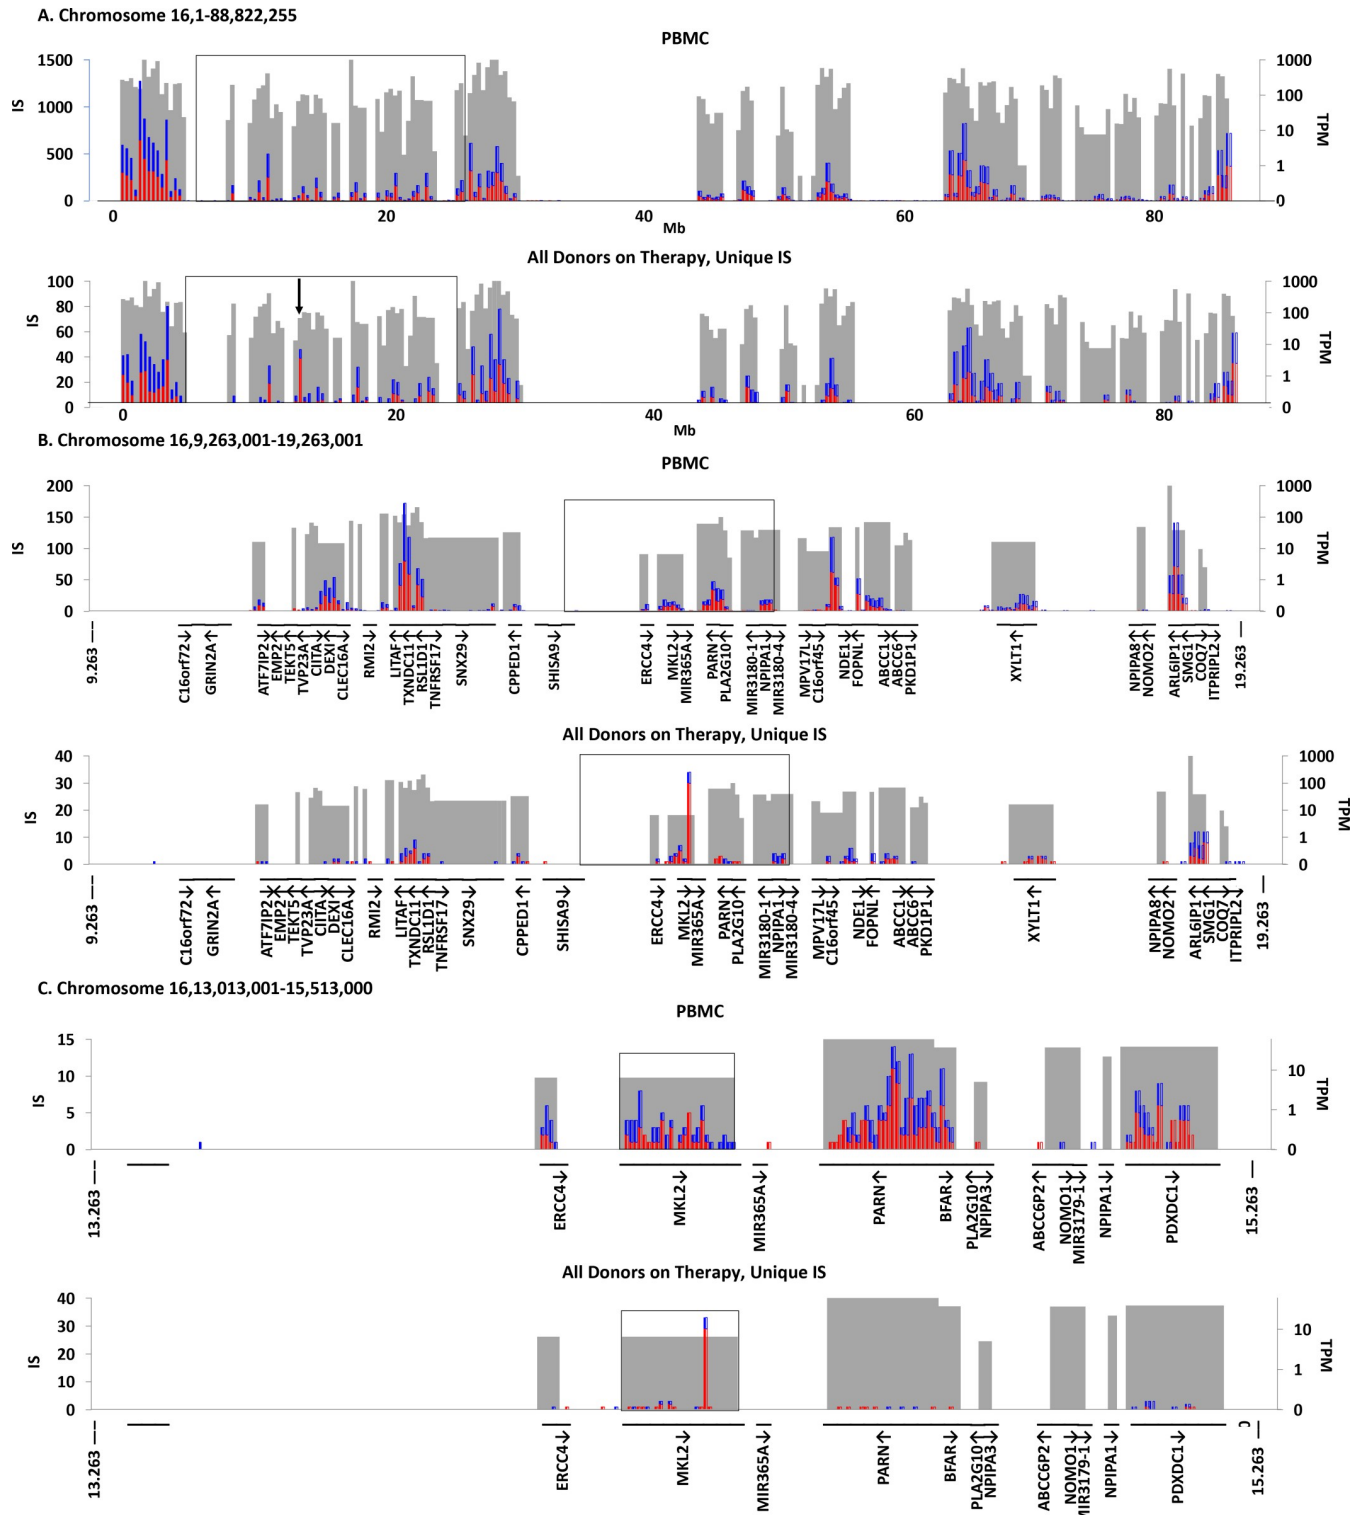 A. Chromosome 16,1-88,822,255
PBMC
1500
1000
500
0
IS
1000
100
10
1
0
TPM
0 20 40 60 80
Mb
All Donors on Therapy, Unique IS
100
80
60
40
20
0
IS
1000
100
10
1
0
TPM
0 20 40 60 80
Mb
B. Chromosome 16,9,263,001-19,263,001
PBMC
200
150
100
50
0
IS
1000
100
10
1
0
TPM
9.263
C16orf72↓
GRIN2A↑
ATF7IP2
EMP2
TEKT5
TVP23A
CIITA
DEXI
CLEC16A
RMI2↓
LITAF
TXNDC11
RSL1D1
TNFRSF17
SNX29↓
CPPED1↑
SHISA9↓
ERCC4↓
MKL2↓
MIR365A↓
PARN↑
PLA2G10↑
MIR3180-1↑
NPIPA1↓
MIR3180-4↓
MPV17L↓
C16orf45↓
NDE1
FOPNL
ABCC1
ABCC6
PKD1P1↓
XYLT1↑
NPIPA8↑
NOMO2↑
ARL6IP1↑
SMG1↑
COQ7↓
ITPRIPL2↓
19.263
All Donors on Therapy, Unique IS
40
30
20
10
0
IS
1000
100
10
1
0
TPM
9.263
C16orf72↓
GRIN2A↑
ATF7IP2
EMP2
TEKT5
TVP23A
CIITA
DEXI
CLEC16A
RMI2↓
LITAF
TXNDC11
RSL1D1
TNFRSF17
SNX29↓
CPPED1↑
SHISA9↓
ERCC4↓
MKL2↓
MIR365A↓
PARN↑
PLA2G10↑
MIR3180-1↑
NPIPA1↓
MIR3180-4↓
MPV17L↓
C16orf45↓
NDE1
FOPNL
ABCC1
ABCC6
PKD1P1↓
XYLT1↑
NPIPA8↑
NOMO2↑
ARL6IP1↑
SMG1↑
COQ7↓
ITPRIPL2↓
19.263
C. Chromosome 16,13,013,001-15,513,000
PBMC
15
10
5
0
IS
10
1
0
TPM
13.263
ERCC4↓
MKL2↓
MIR365A↓
PARN↑
BFAR↓
PLA2G10↑
NPIPA3↓
ABCC6P2↑
NOMO1↓
MIR3179-1↓
NPIPA1↓
PDXDC1↓
15.263
All Donors on Therapy, Unique IS
40
30
20
10
0
IS
10
1
0
TPM
13.263
ERCC4↓
MKL2↓
MIR365A↓
PARN↑
BFAR↓
PLA2G10↑
NPIPA3↓
ABCC6P2↑
NOMO1↓
MIR3179-1↓
NPIPA1↓
PDXDC1↓
15.263